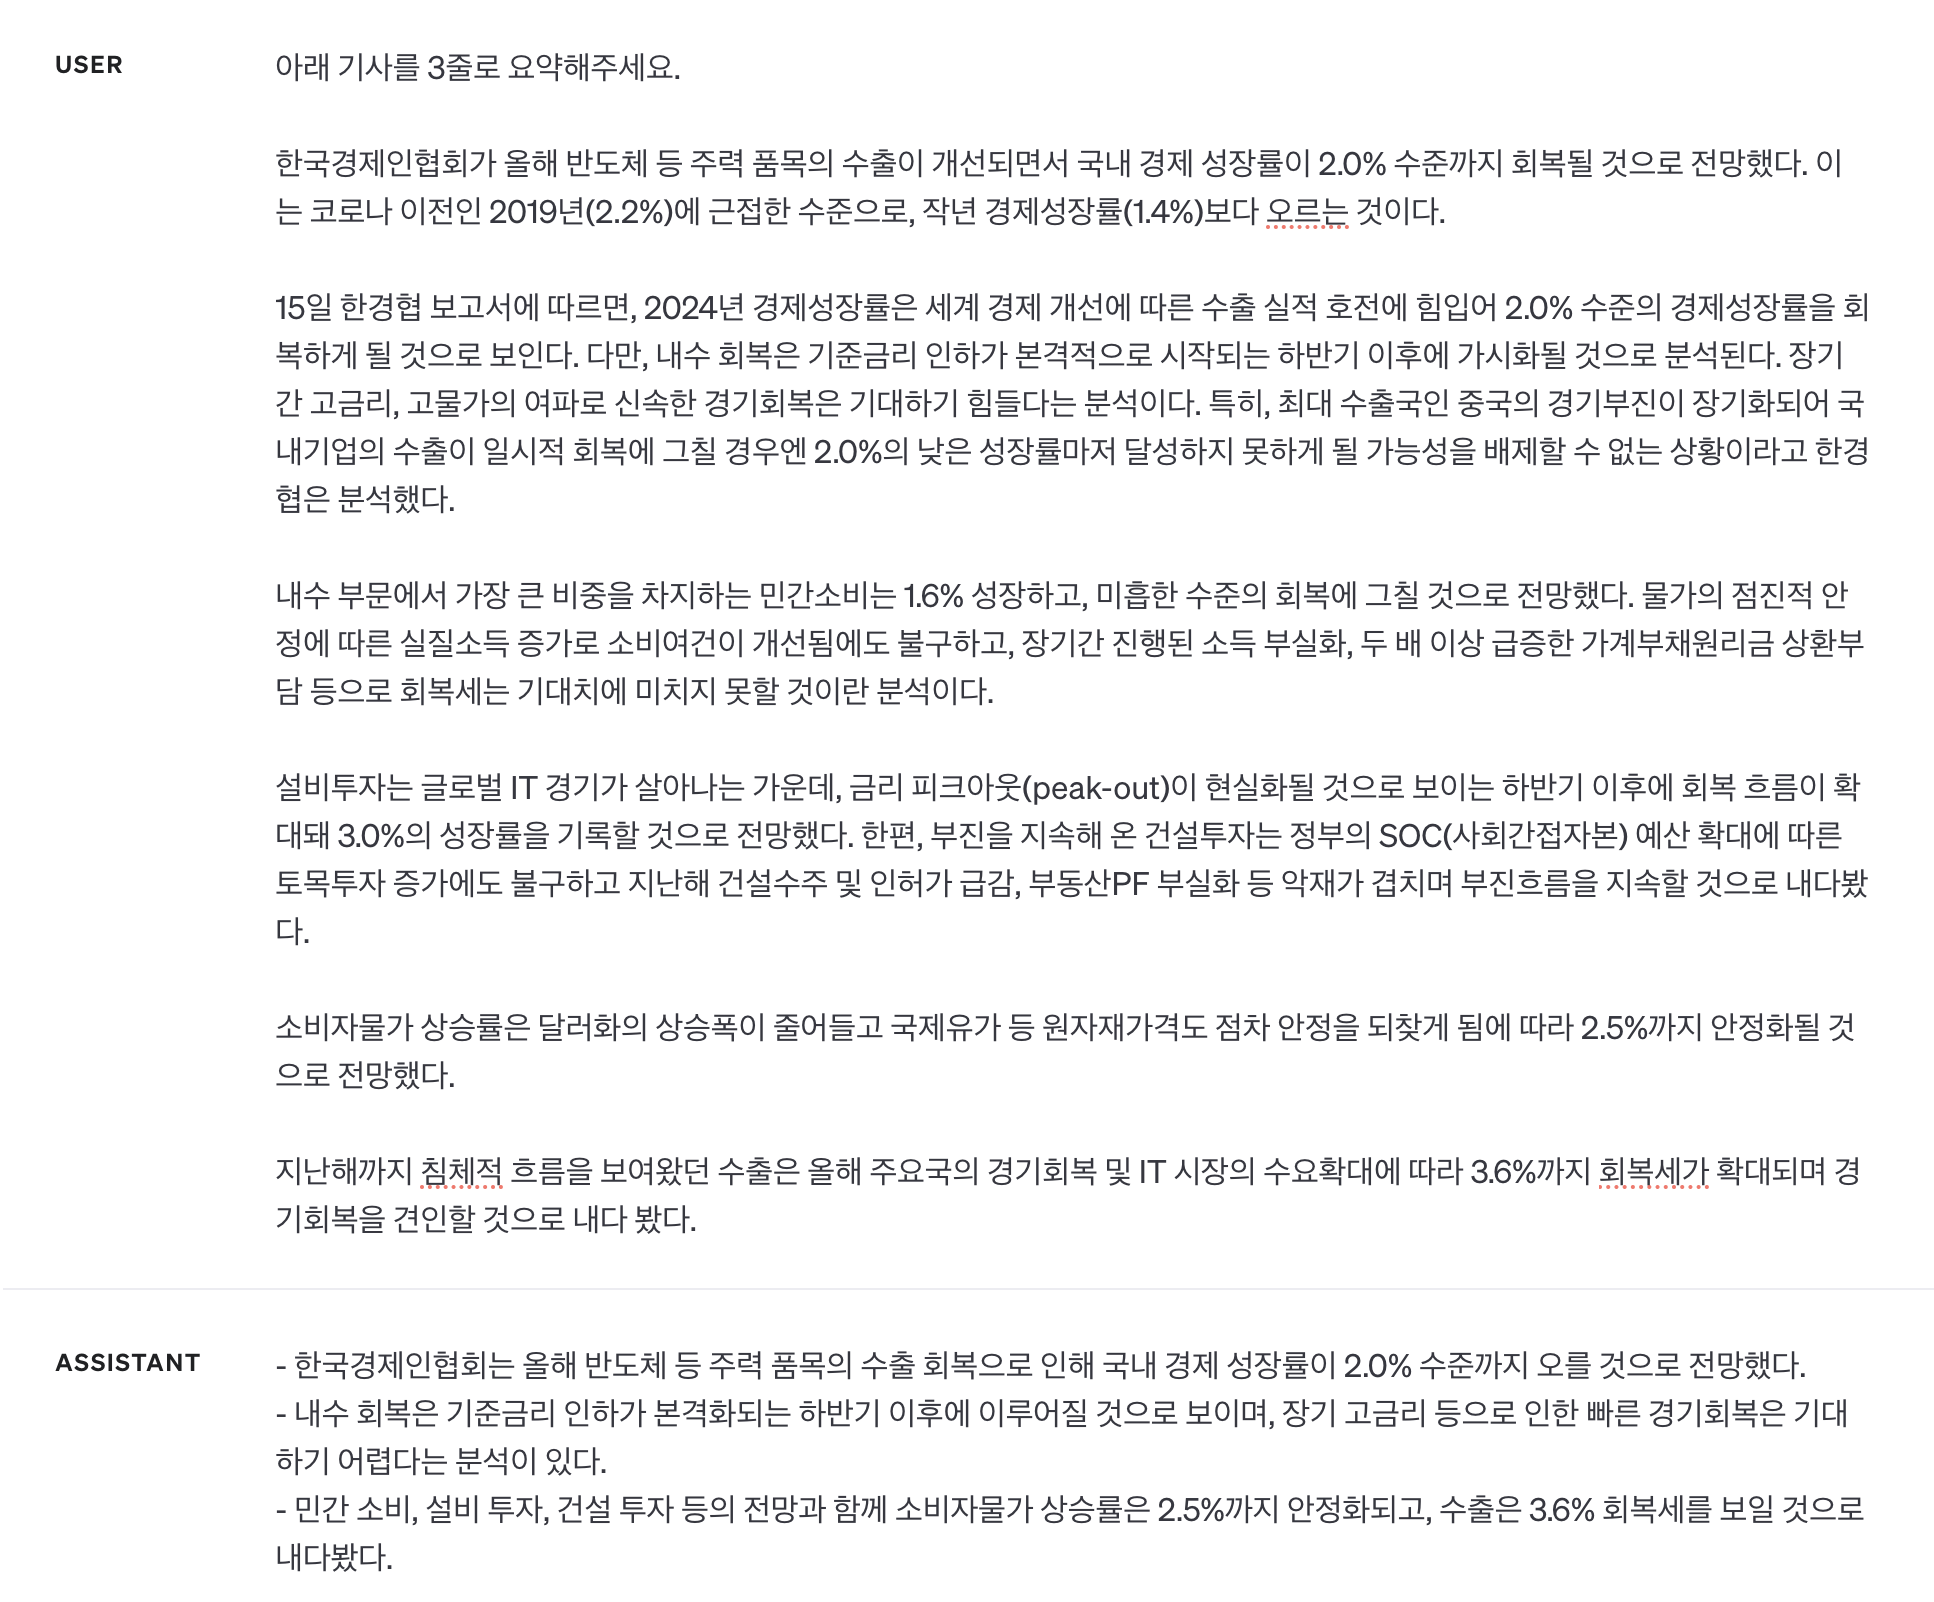 USER
아래 기사를 3줄로 요약해주세요.
한국경제인협회가 올해 반도체 등 주력 품목의 수출이 개선되면서 국내 경제 성장률이 2.0% 수준까지 회복될 것으로 전망했다. 이
는 코로나 이전인 2019년(2.2%)에 근접한 수준으로, 작년 경제성장률(1.4%)보다 오르는 것이다.
15일 한경협 보고서에 따르면, 2024년 경제성장률은 세계 경제 개선에 따른 수출 실적 호전에 힘입어 2.0% 수준의 경제성장률을 회
복하게 될 것으로 보인다. 다만, 내수 회복은 기준금리 인하가 본격적으로 시작되는 하반기 이후에 가시화될 것으로 분석된다. 장기
간 고금리, 고물가의 여파로 신속한 경기회복은 기대하기 힘들다는 분석이다. 특히, 최대 수출국인 중국의 경기부진이 장기화되어 국
내기업의 수출이 일시적 회복에 그칠 경우엔 2.0%의 낮은 성장률마저 달성하지 못하게 될 가능성을 배제할 수 없는 상황이라고 한경
협은 분석했다.
내수 부문에서 가장 큰 비중을 차지하는 민간소비는 1.6% 성장하고, 미흡한 수준의 회복에 그칠 것으로 전망했다. 물가의 점진적 안
정에 따른 실질소득 증가로 소비여건이 개선됨에도 불구하고, 장기간 진행된 소득 부실화, 두 배 이상 급증한 가계부채원리금 상환부
담 등으로 회복세는 기대치에 미치지 못할 것이란 분석이다.
설비투자는 글로벌 IT 경기가 살아나는 가운데, 금리 피크아웃(peak-out)이 현실화될 것으로 보이는 하반기 이후에 회복 흐름이 확
대돼 3.0%의 성장률을 기록할 것으로 전망했다. 한편, 부진을 지속해 온 건설투자는 정부의 SOC(사회간접자본) 예산 확대에 따른
토목투자 증가에도 불구하고 지난해 건설수주 및 인허가 급감, 부동산PF 부실화 등 악재가 겹치며 부진흐름을 지속할 것으로 내다봤
다.
소비자물가 상승률은 달러화의 상승폭이 줄어들고 국제유가 등 원자재가격도 점차 안정을 되찾게 됨에 따라 2.5%까지 안정화될 것
으로 전망했다.
지난해까지 침체적 흐름을 보여왔던 수출은 올해 주요국의 경기회복 및 IT 시장의 수요확대에 따라 3.6%까지 회복세가 확대되며 경
기회복을 견인할 것으로 내다 봤다.
ASSISTANT
- 한국경제인협회는 올해 반도체 등 주력 품목의 수출 회복으로 인해 국내 경제 성장률이 2.0% 수준까지 오를 것으로 전망했다.
- 내수 회복은 기준금리 인하가 본격화되는 하반기 이후에 이루어질 것으로 보이며, 장기 고금리 등으로 인한 빠른 경기회복은 기대
하기 어렵다는 분석이 있다.
- 민간 소비, 설비 투자, 건설 투자 등의 전망과 함께 소비자물가 상승률은 2.5%까지 안정화되고, 수출은 3.6% 회복세를 보일 것으로
내다봤다.